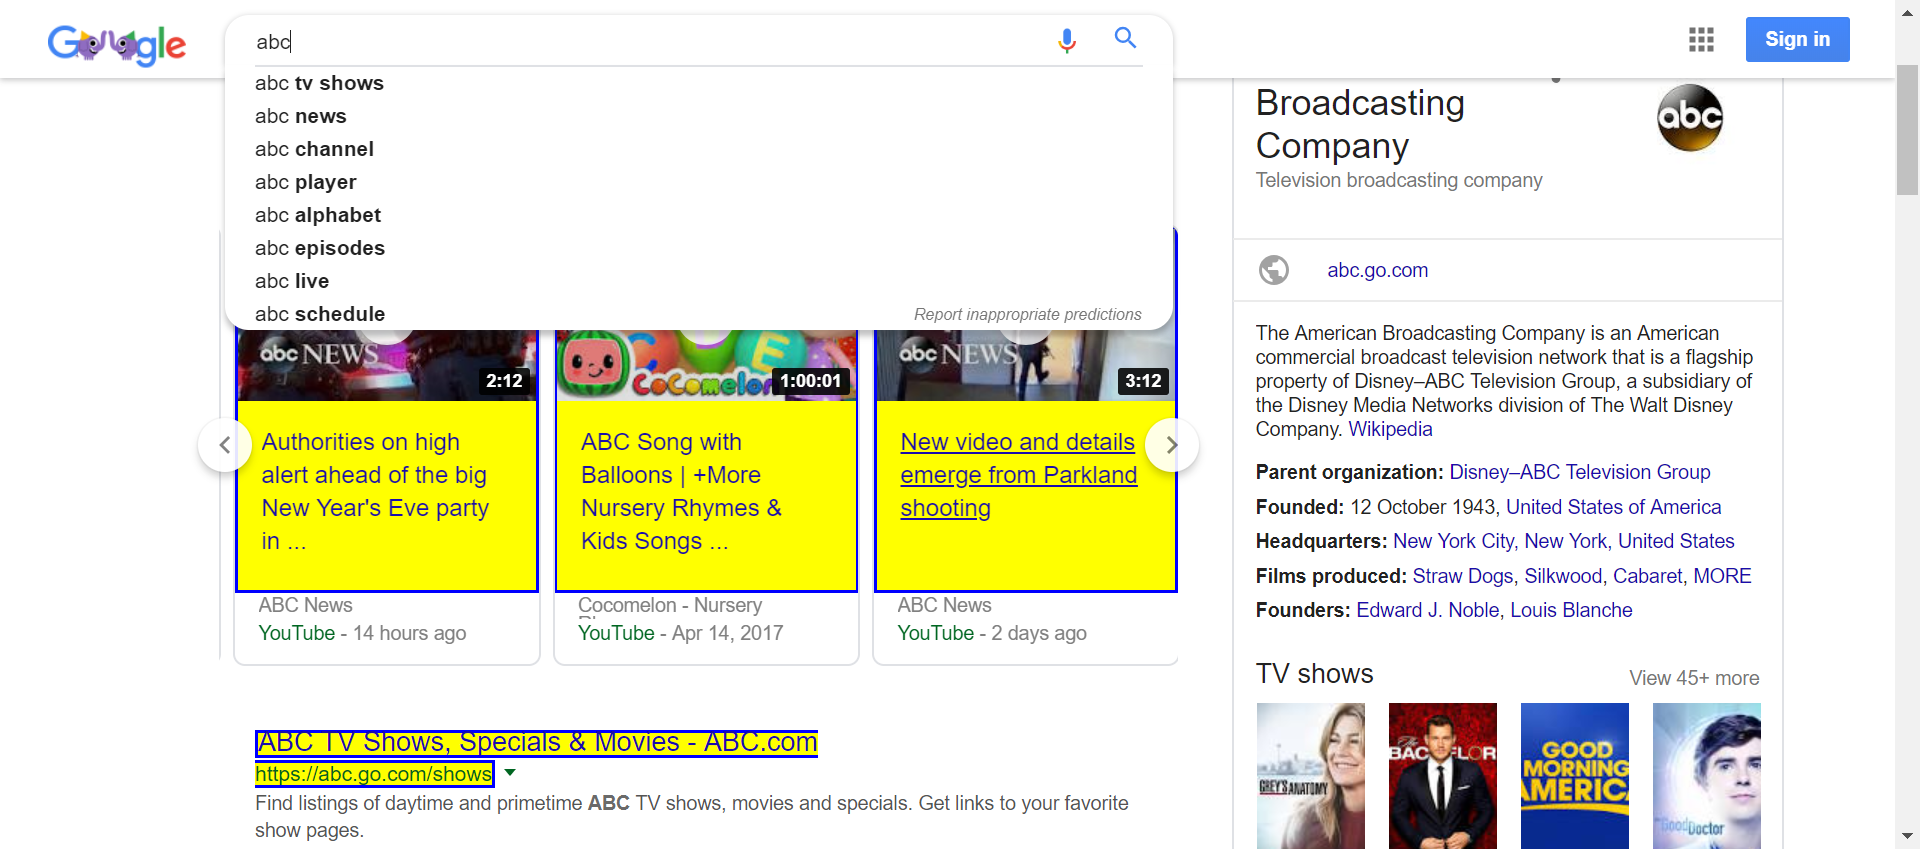 Google
abc
Sign in
abc tv shows
abc news
abc channel
abc player
abc alphabet
abc episodes
abc live
abc schedule
Report inappropriate predictions
abc NEWS
2:12
CoComelon
1:00:01
abc NEWS
3:12
Authorities on high
alert ahead of the big
New Year's Eve party
in ...
ABC News
YouTube - 14 hours ago
ABC Song with
Balloons | +More
Nursery Rhymes &
Kids Songs ...
Cocomelon - Nursery
YouTube - Apr 14, 2017
New video and details
emerge from Parkland
shooting
ABC News
YouTube - 2 days ago
ABC TV Shows, Specials & Movies - ABC.com
https://abc.go.com/shows
Find listings of daytime and primetime ABC TV shows, movies and specials. Get links to your favorite
show pages.
Broadcasting
Company
abc
Television broadcasting company
abc.go.com
The American Broadcasting Company is an American
commercial broadcast television network that is a flagship
property of Disney–ABC Television Group, a subsidiary of
the Disney Media Networks division of The Walt Disney
Company. Wikipedia
Parent organization: Disney–ABC Television Group
Founded: 12 October 1943, United States of America
Headquarters: New York City, New York, United States
Films produced: Straw Dogs, Silkwood, Cabaret, MORE
Founders: Edward J. Noble, Louis Blanche
TV shows
View 45+ more
GREY'S ANATOMY
The BACHELOR
GOOD
MORNING
AMERICA
the Good Doctor